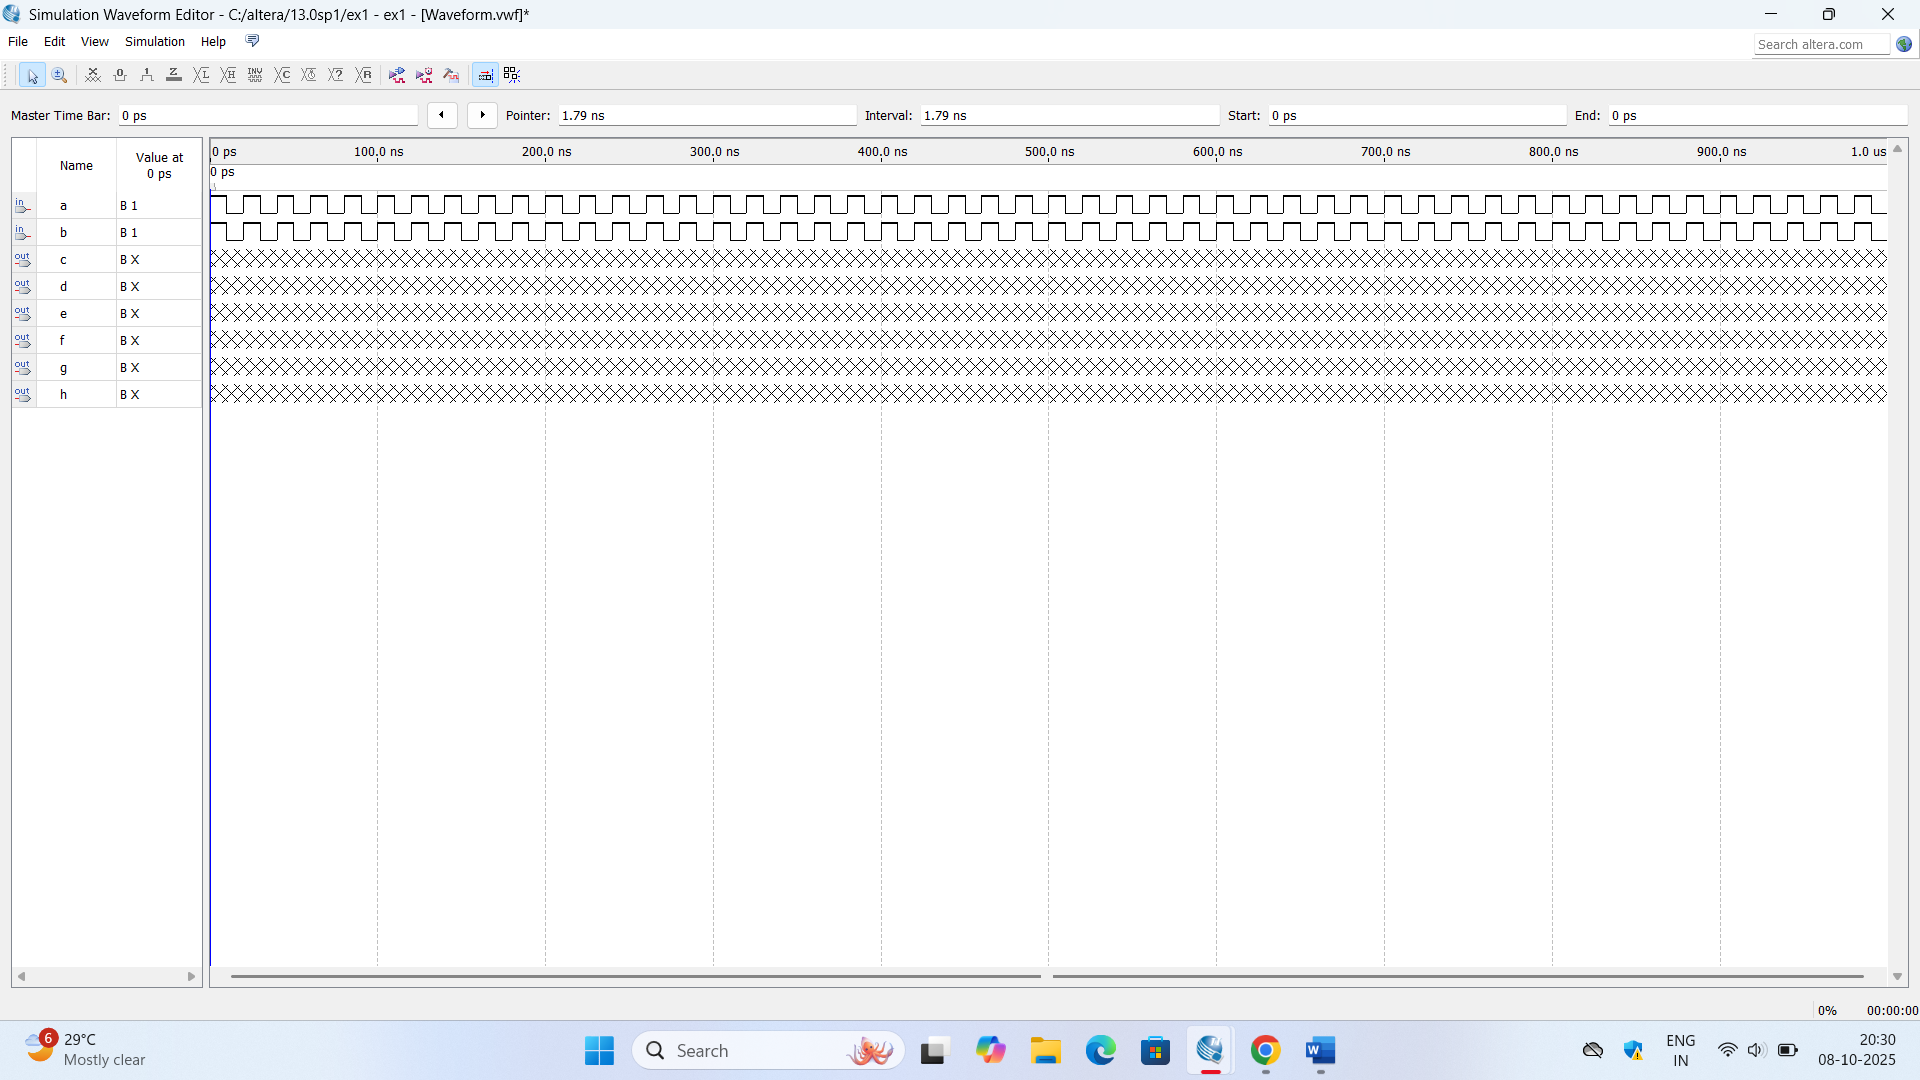 Simulation Waveform Editor - C:/altera/13.0sp1/ex1 - ex1 - [Waveform.vwf]*
File Edit View Simulation Help
Search altera.com
Master Time Bar: 0 ps Pointer: 1.79 ns Interval: 1.79 ns Start: 0 ps End: 0 ps
Name Value at 0 ps
0 ps 100.0 ns 200.0 ns 300.0 ns 400.0 ns 500.0 ns 600.0 ns 700.0 ns 800.0 ns 900.0 ns 1.0 us
0 ps
in a B 1
in b B 1
out c B X
out d B X
out e B X
out f B X
out g B X
out h B X
0% 00:00:00
6 29°C
Mostly clear
Search
ENG
IN
20:30
08-10-2025